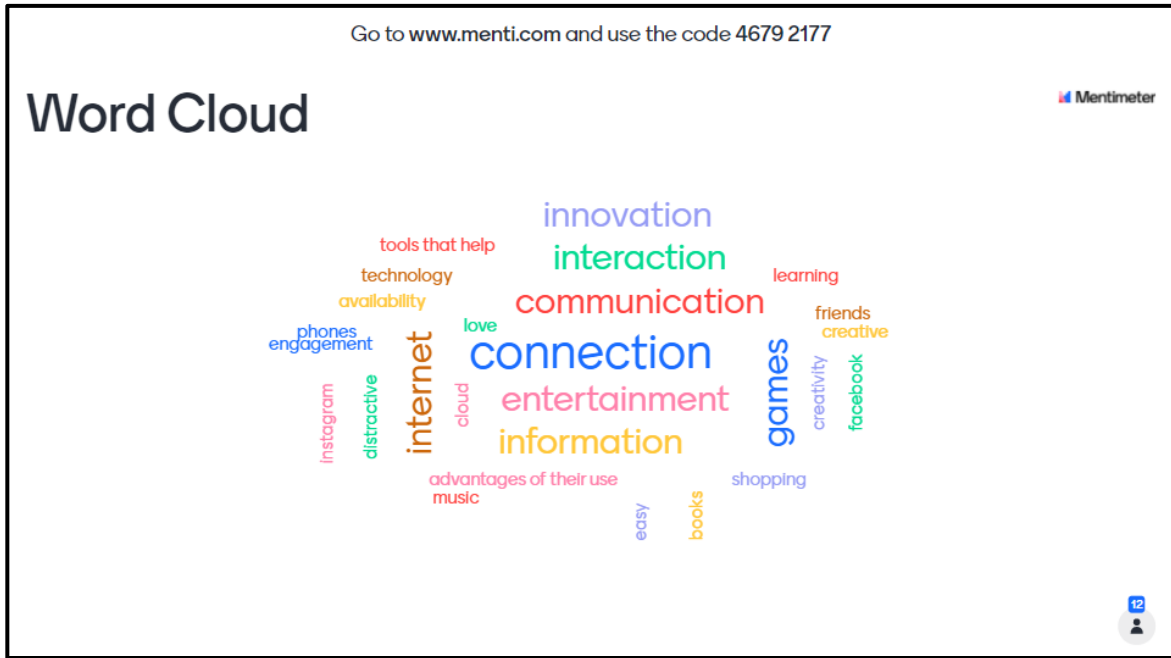 Go to www.menti.com and use the code 4679 2177
Word Cloud
Mentimeter
innovation
tools that help
interaction
technology
learning
availability
communication
friends
phones
love
creative
engagement
internet
connection
games
instagram
distractive
cloud
entertainment
creativity
facebook
information
advantages of their use
shopping
music
easy
books
12